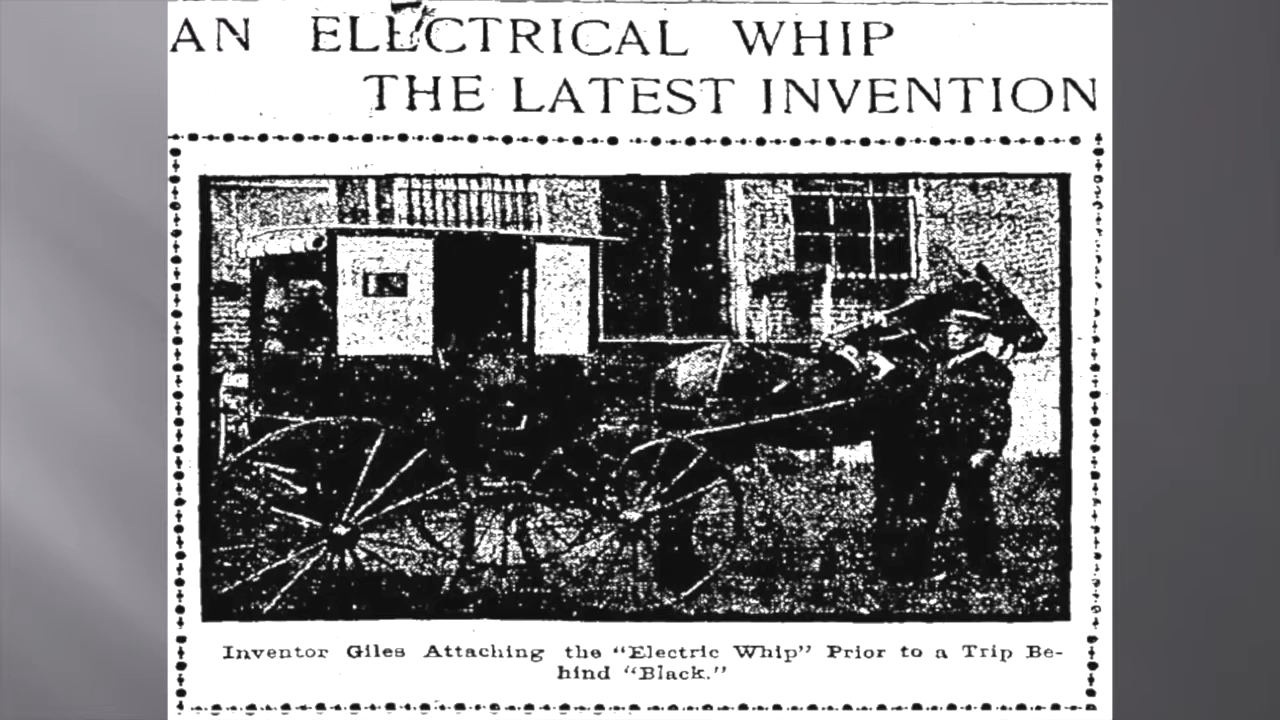 AN ELECTRICAL WHIP
THE LATEST INVENTION
Inventor Giles Attaching the "Electric Whip" Prior to a Trip Be-
hind "Black."